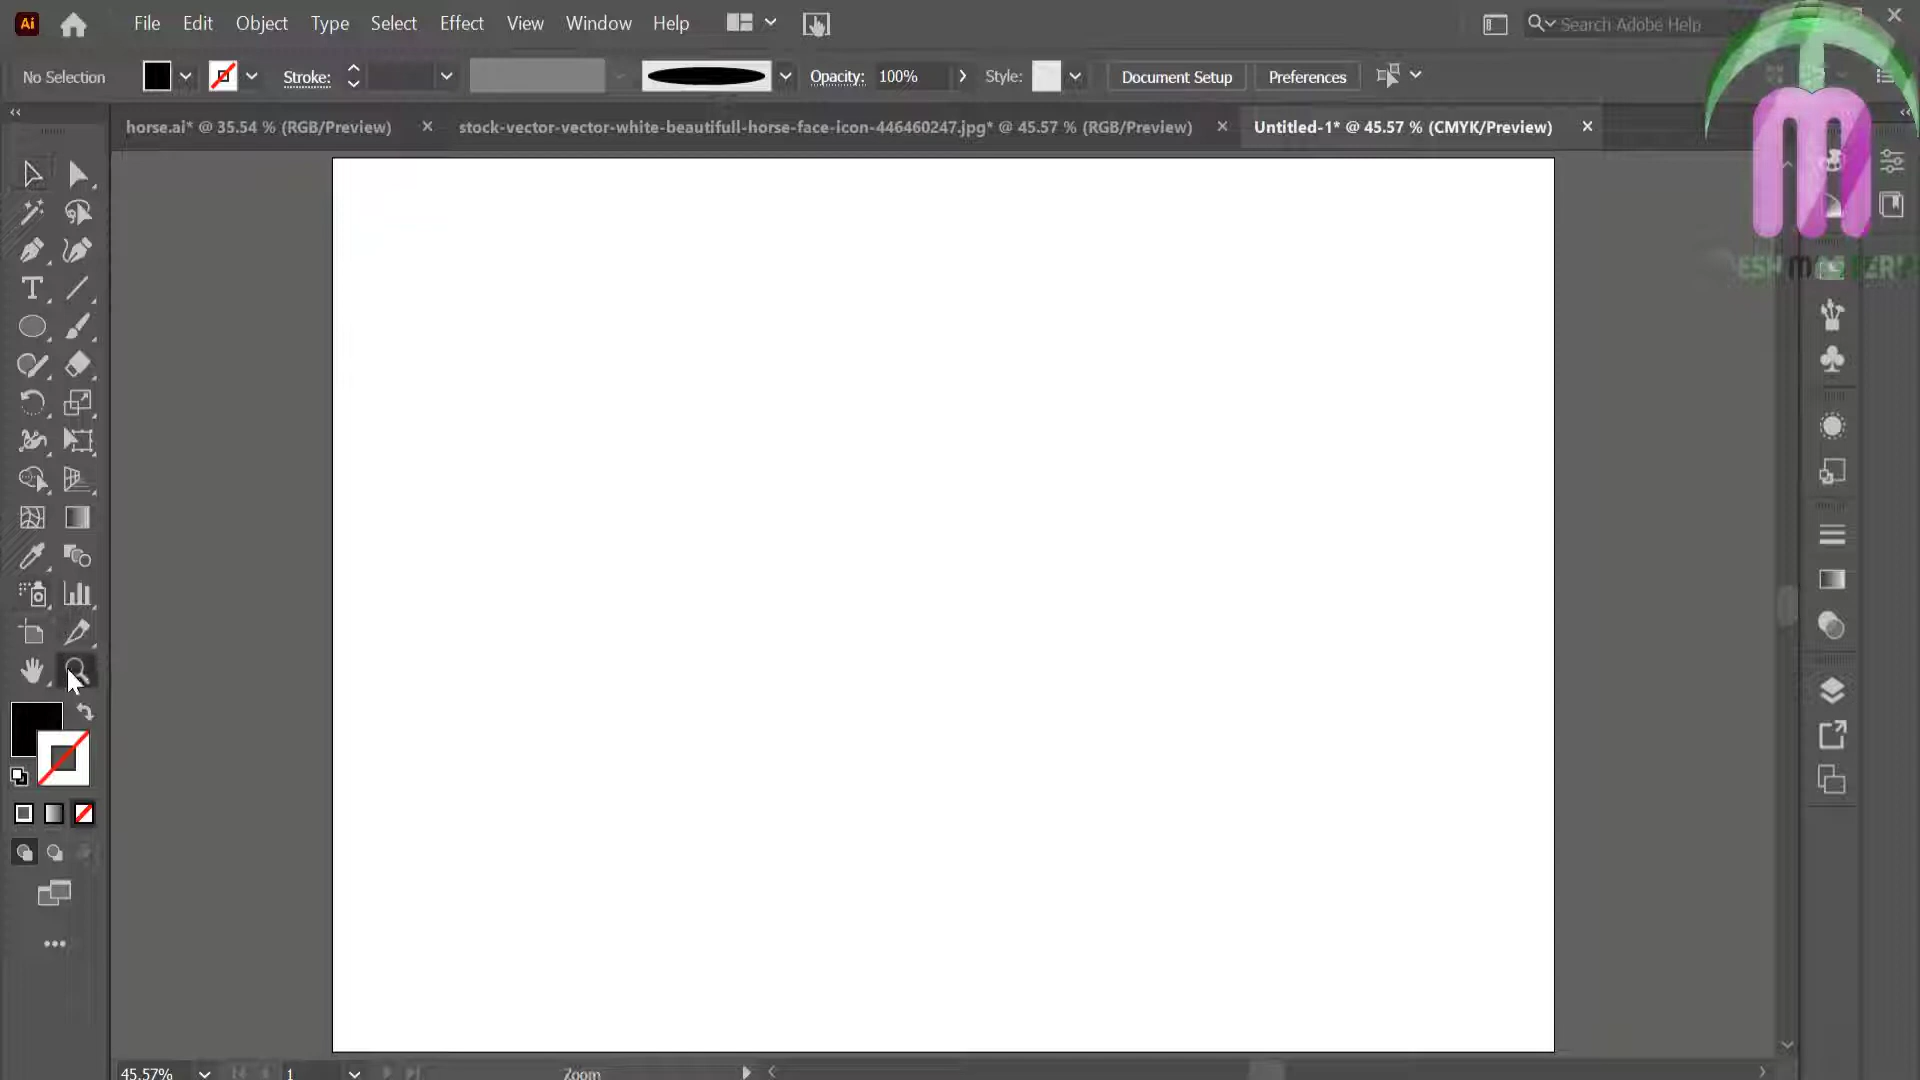 Ai File Edit Object Type Select Effect View Window Help Search Adobe Help
No Selection Stroke: Opacity: 100% Style: Document Setup Preferences
horse.ai* @ 35.54 % (RGB/Preview) stock-vector-vector-white-beautifull-horse-face-icon-446460247.jpg* @ 45.57 % (RGB/Preview) Untitled-1* @ 45.57 % (CMYK/Preview)
45.57% 1 Zoom